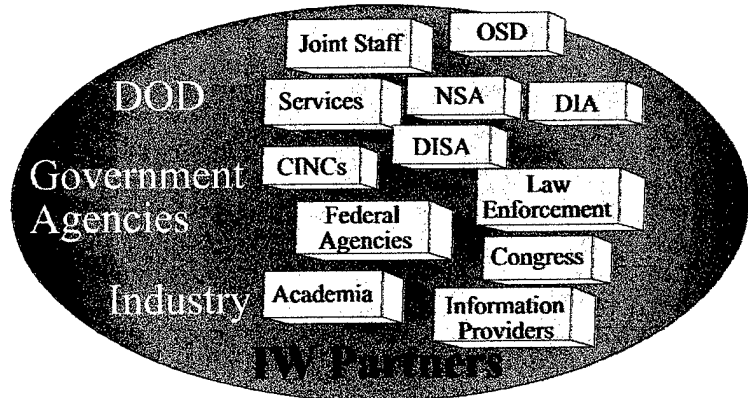 Joint Staff
OSD
DOD
Services
NSA
DIA
DISA
CINCs
Government
Agencies
Law
Enforcement
Federal
Agencies
Congress
Industry
Academia
Information
Providers
IW Partners